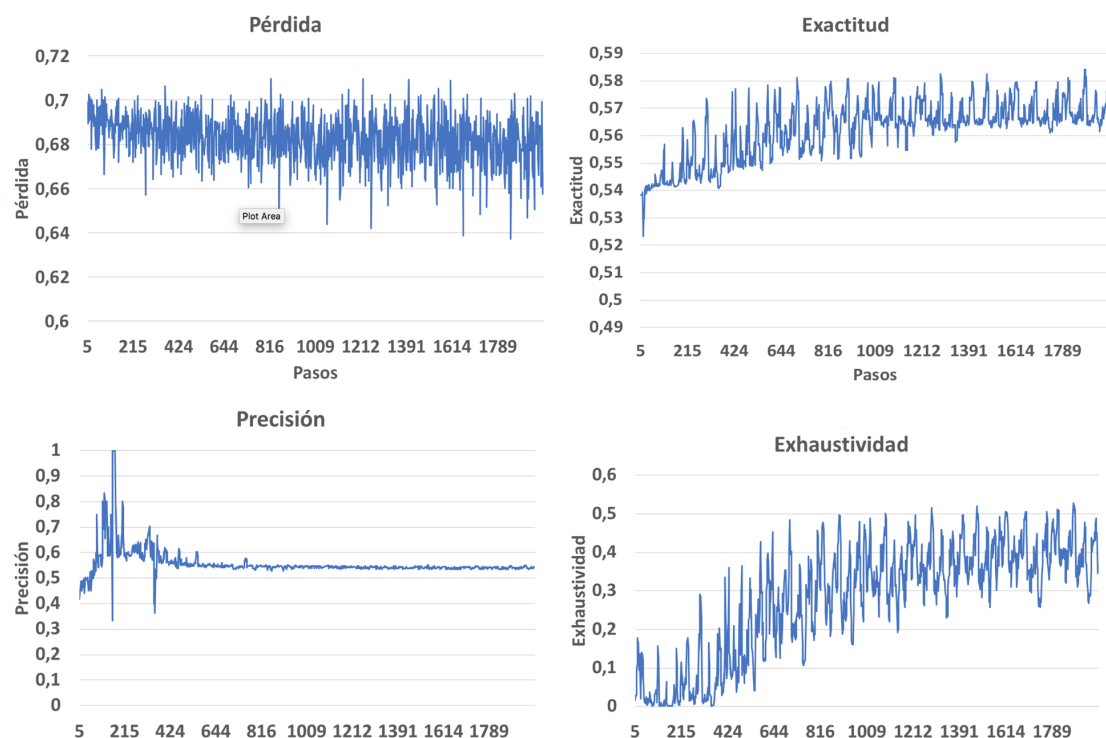 Pérdida
0,72
0,7
0,68
0,66
0,64
0,62
0,6
Pérdida
Plot Area
5 215 424 644 816 1009 1212 1391 1614 1789
Pasos
Exactitud
0,59
0,58
0,57
0,56
0,55
0,54
0,53
0,52
0,51
0,5
0,49
Exactitud
5 215 424 644 816 1009 1212 1391 1614 1789
Pasos
Precisión
1
0,9
0,8
0,7
0,6
0,5
0,4
0,3
0,2
0,1
0
Precisión
5 215 424 644 816 1009 1212 1391 1614 1789
Exhaustividad
0,6
0,5
0,4
0,3
0,2
0,1
0
Exhaustividad
5 215 424 644 816 1009 1212 1391 1614 1789